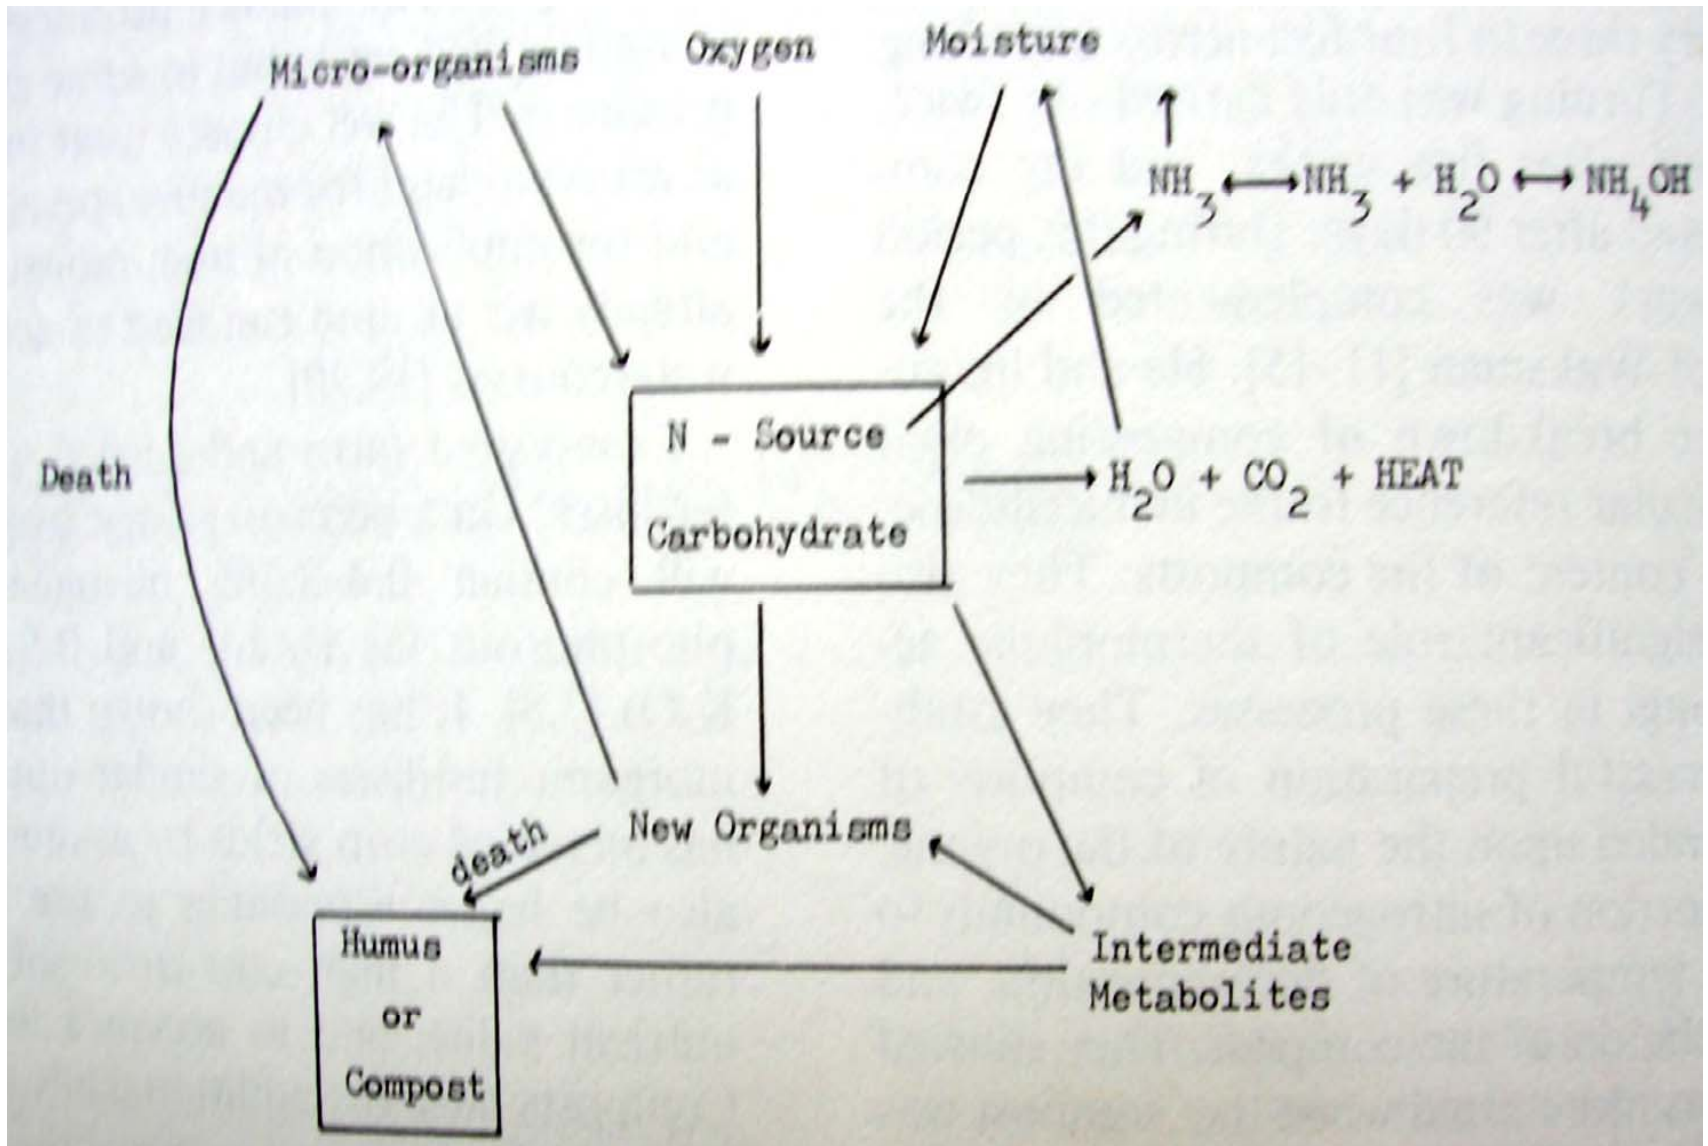 Micro-organisms
Oxygen
Moisture
NH3 ⟷ NH3 + H2O ⟷ NH4OH
N - Source
Carbohydrate
H2O + CO2 + HEAT
Death
New Organisms
death
Intermediate
Metabolites
Humus
or
Compost